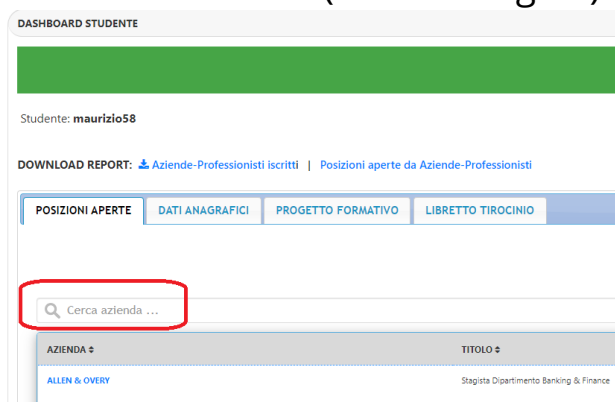 DASHBOARD STUDENTE
Studente: maurizio58
DOWNLOAD REPORT: Aziende-Professionisti iscritti | Posizioni aperte da Aziende-Professionisti
POSIZIONI APERTE DATI ANAGRAFICI PROGETTO FORMATIVO LIBRETTO TIROCINIO
Cerca azienda ...
AZIENDA TITOLO
ALLEN & OVERY Stagista Dipartimento Banking & Finance